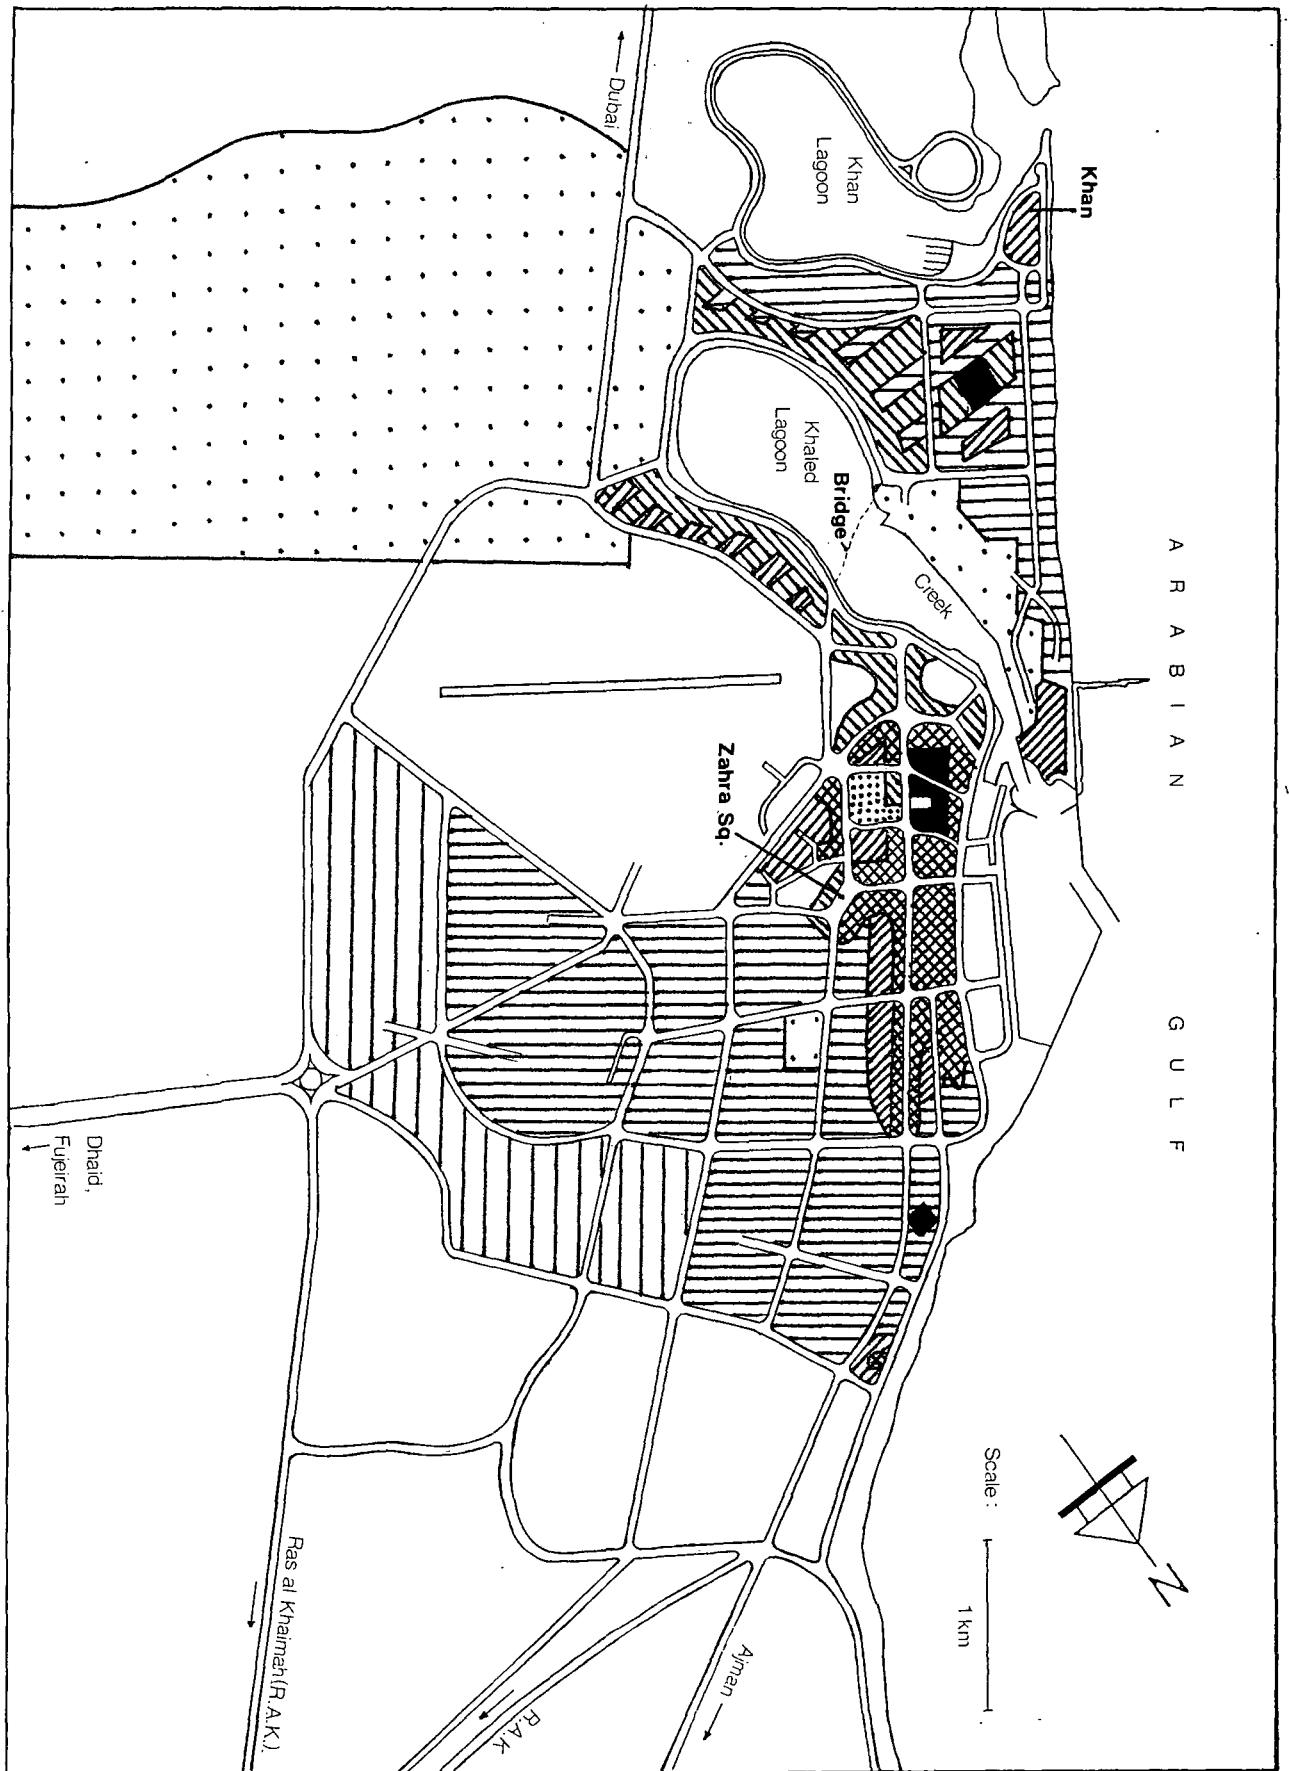 ARABIAN GULF
Khan
Khan
Lagoon
← Dubai
Khaled
Lagoon
Bridge
Creek
Zahra Sq.
Scale :
1 km
N
Dhaid,
Fujeirah
Ajman →
R.A.K
Ras al Khaimah (R.A.K.).